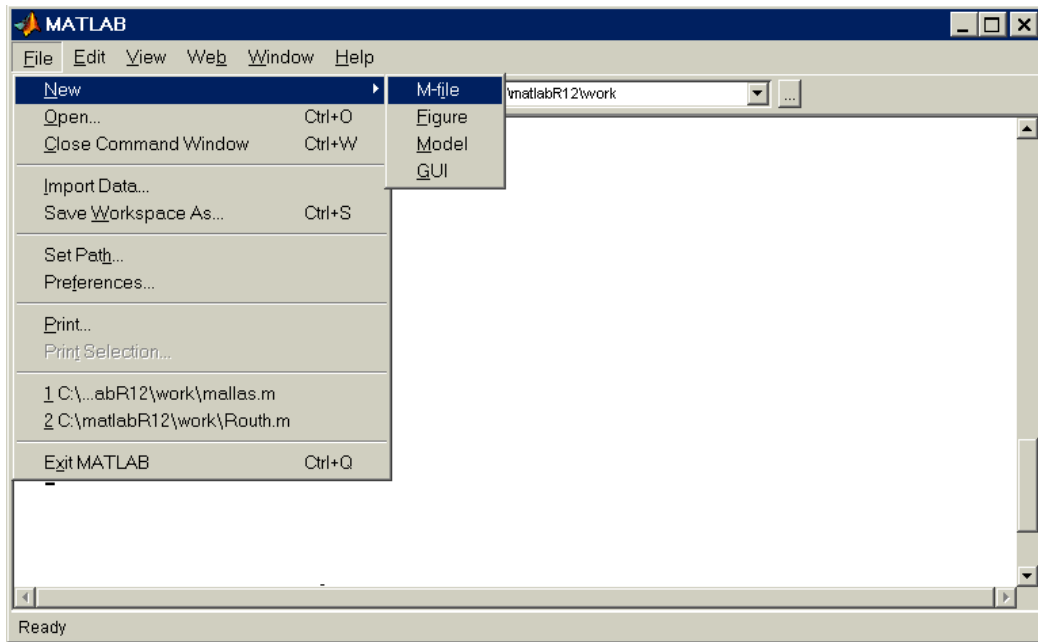 MATLAB
File Edit View Web Window Help
New
M-file
\matlabR12\work
...
Open... Ctrl+O
Figure
Close Command Window Ctrl+W
Model
GUI
Import Data...
Save Workspace As... Ctrl+S
Set Path...
Preferences...
Print...
Print Selection...
1 C:\...abR12\work\mallas.m
2 C:\matlabR12\work\Routh.m
Exit MATLAB Ctrl+Q
Ready